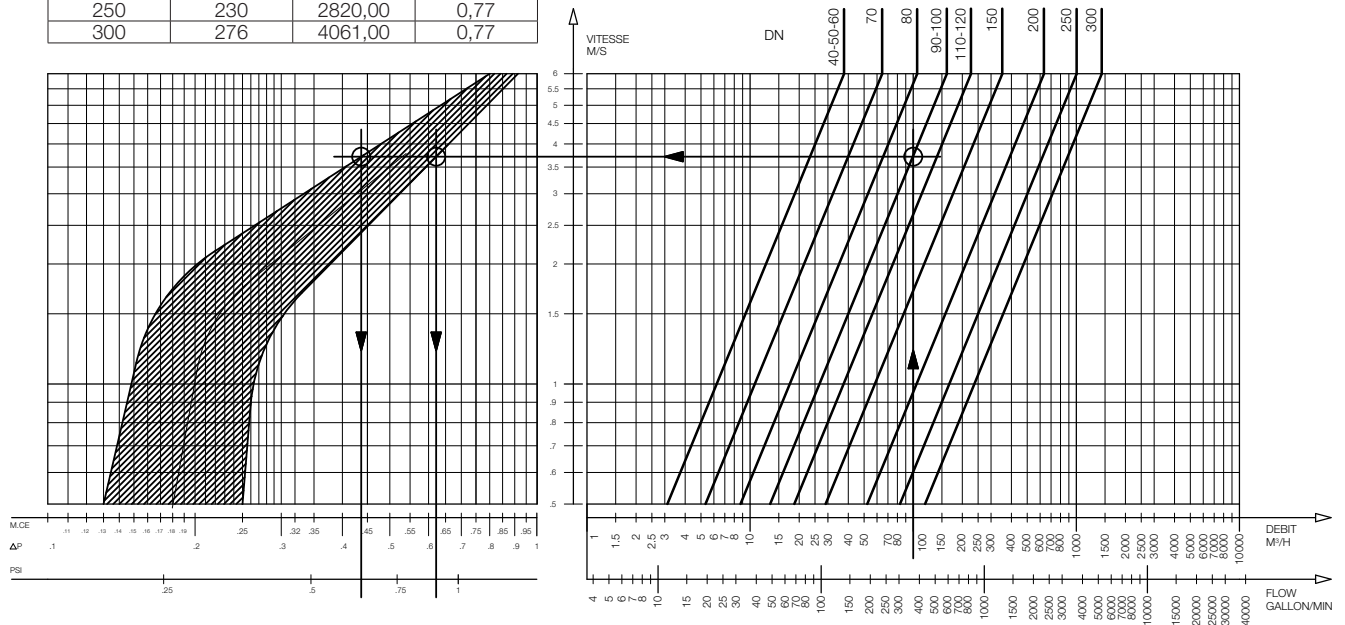 250 230 2820,00 0,77
300 276 4061,00 0,77
VITESSE
M/S
DN
40-50-60
70
80
90-100
110-120
150
200
250
300
6
5.5
5
4.5
4
3.5
3
2.5
2
1.5
1
.9
.8
.7
.6
.5
M.CE .11 .12 .13 .14 .15 .16 .17 .18 .19 .25 .32 .35 .45 .55 .65 .75 .85 .95
ΔP .1 .2 .3 .4 .5 .6 .7 .8 .9 1
PSI
.25 .5 .75 1
1 1.5 2 2.5 3 4 5 6 7 8 10 15 20 25 30 40 50 70 80 100 150 200 300 400 500 600 700 800 1000 1500 2000 2500 3000 4000 5000 6000 7000 8000 10000
DEBIT
M³/H
4 5 6 7 8 10 15 20 25 30 40 50 60 70 80 100 150 200 250 300 400 500 600 700 800 1000 1500 2000 2500 3000 4000 5000 6000 7000 8000 10000 15000 20000 25000 30000 40000
FLOW
GALLON/MIN